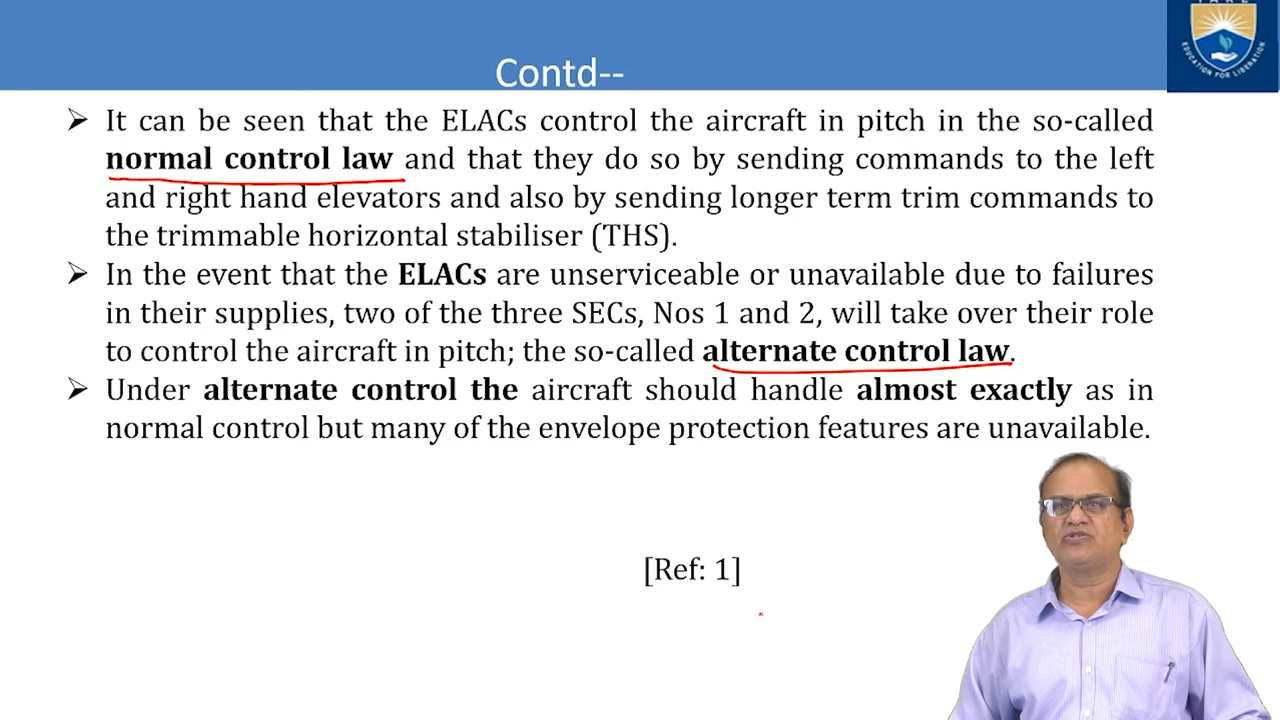 Contd--
EDUCATION FOR LIBERATION
➢ It can be seen that the ELACs control the aircraft in pitch in the so-called
normal control law and that they do so by sending commands to the left
and right hand elevators and also by sending longer term trim commands to
the trimmable horizontal stabiliser (THS).
➢ In the event that the ELACs are unserviceable or unavailable due to failures
in their supplies, two of the three SECs, Nos 1 and 2, will take over their role
to control the aircraft in pitch; the so-called alternate control law.
➢ Under alternate control the aircraft should handle almost exactly as in
normal control but many of the envelope protection features are unavailable.
[Ref: 1]